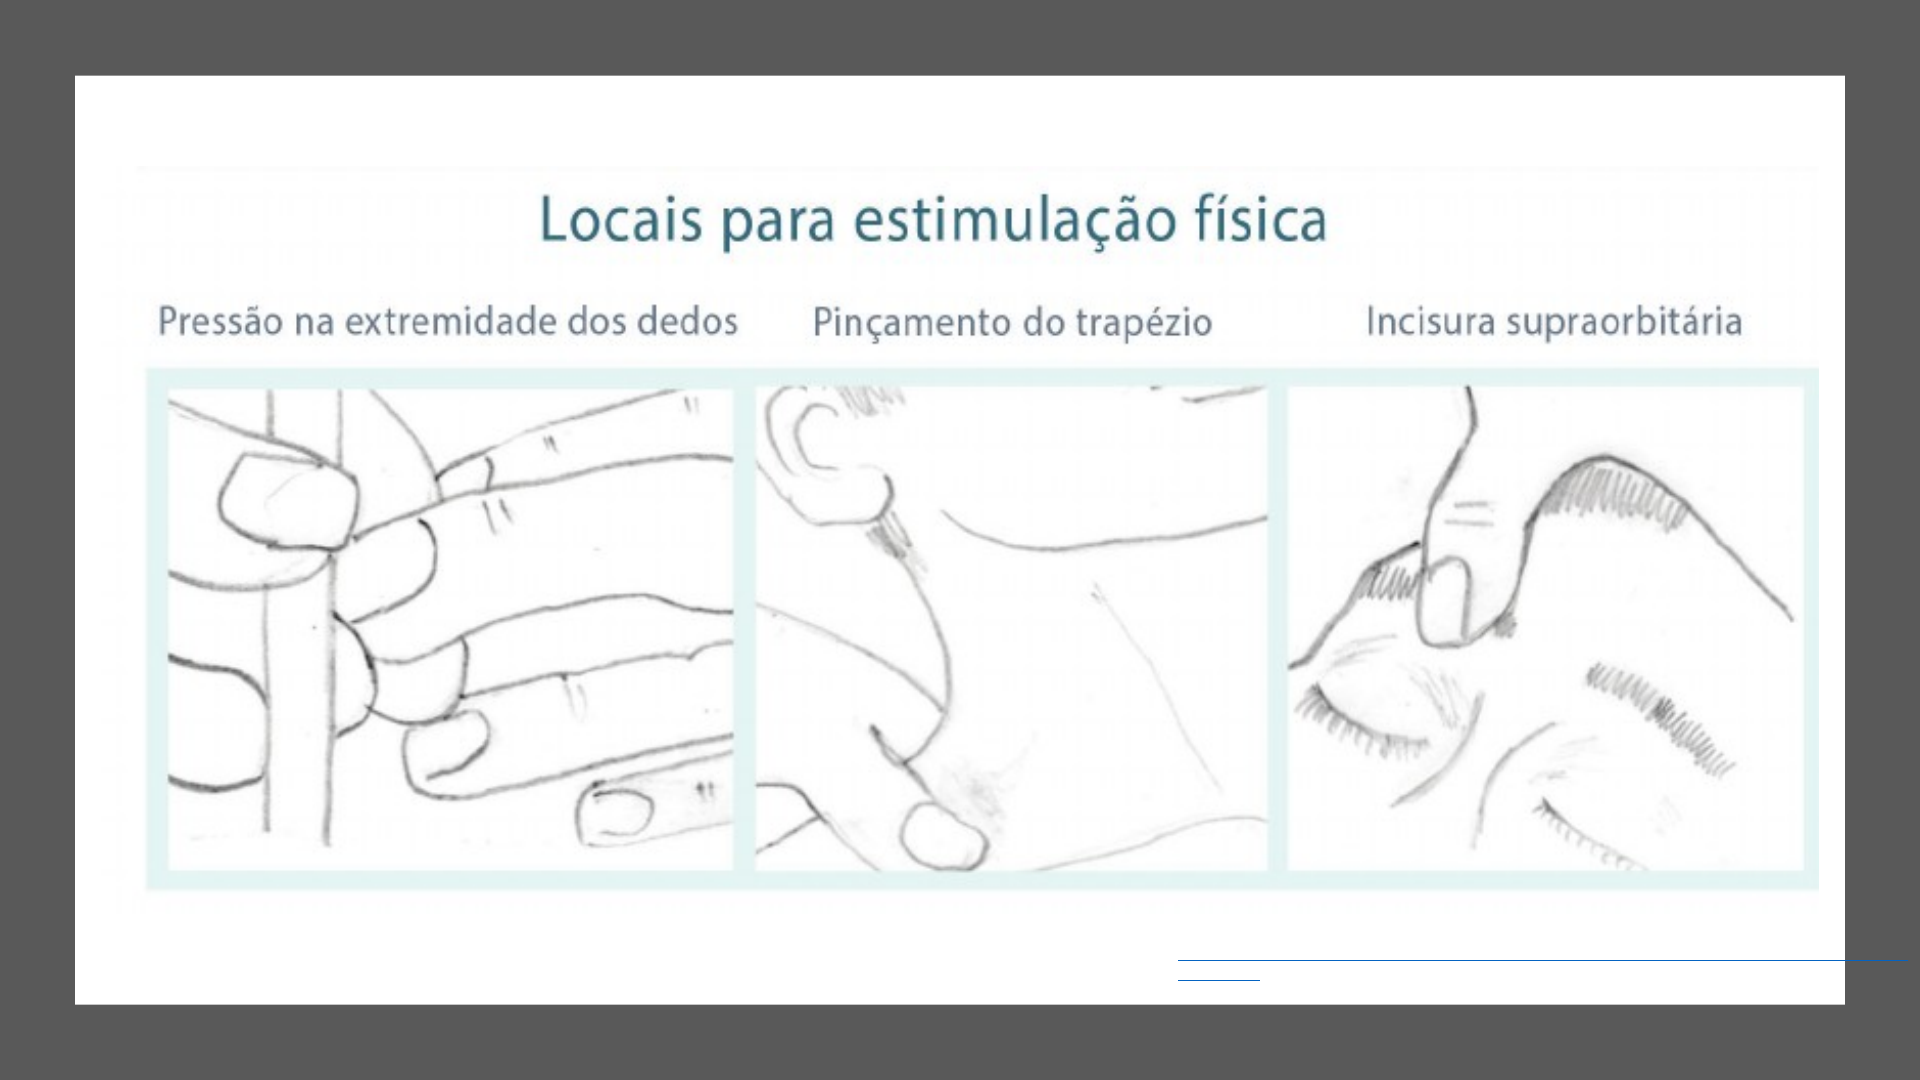 Locais para estimulação física
Pressão na extremidade dos dedos
Pinçamento do trapézio
Incisura supraorbitária